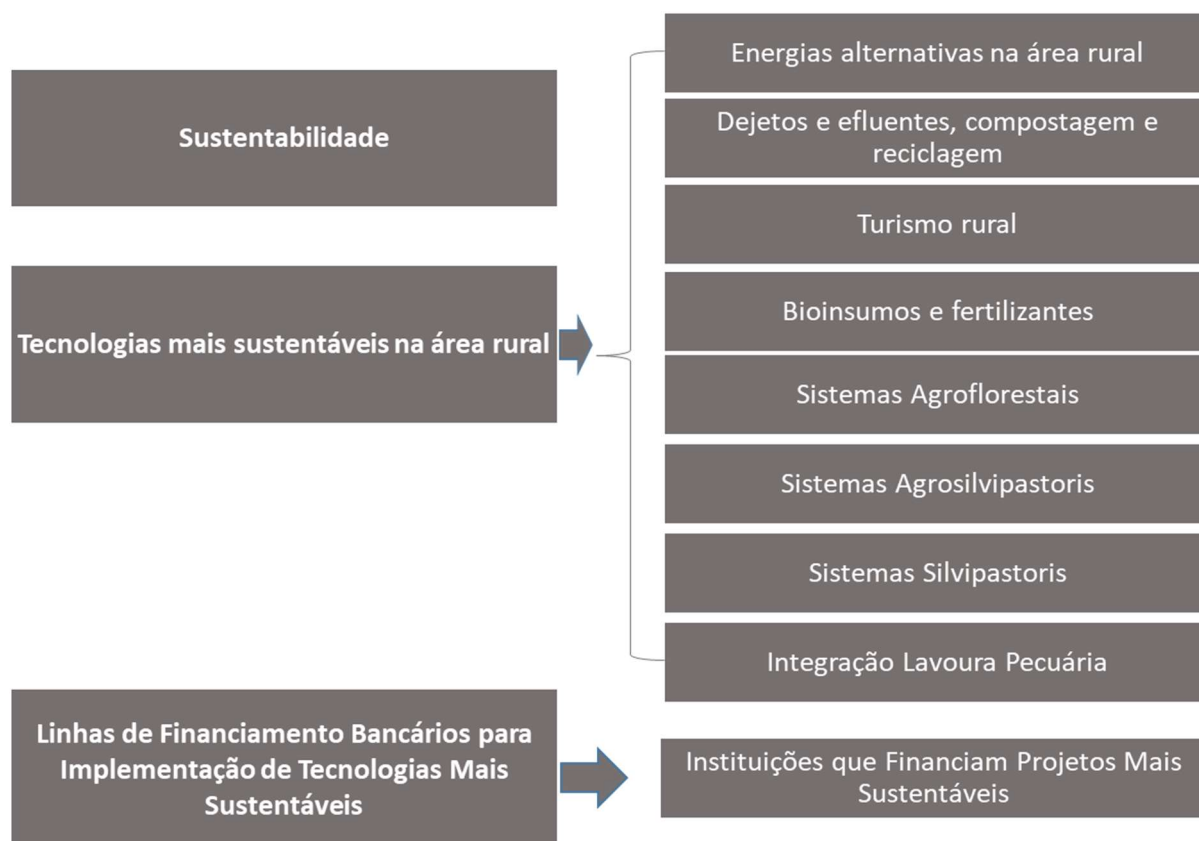 Sustentabilidade
Tecnologias mais sustentáveis na área rural
Energias alternativas na área rural
Dejetos e efluentes, compostagem e
reciclagem
Turismo rural
Bioinsumos e fertilizantes
Sistemas Agroflorestais
Sistemas Agrosilvipastoris
Sistemas Silvipastoris
Integração Lavoura Pecuária
Linhas de Financiamento Bancários para
Implementação de Tecnologias Mais
Sustentáveis
Instituições que Financiam Projetos Mais
Sustentáveis